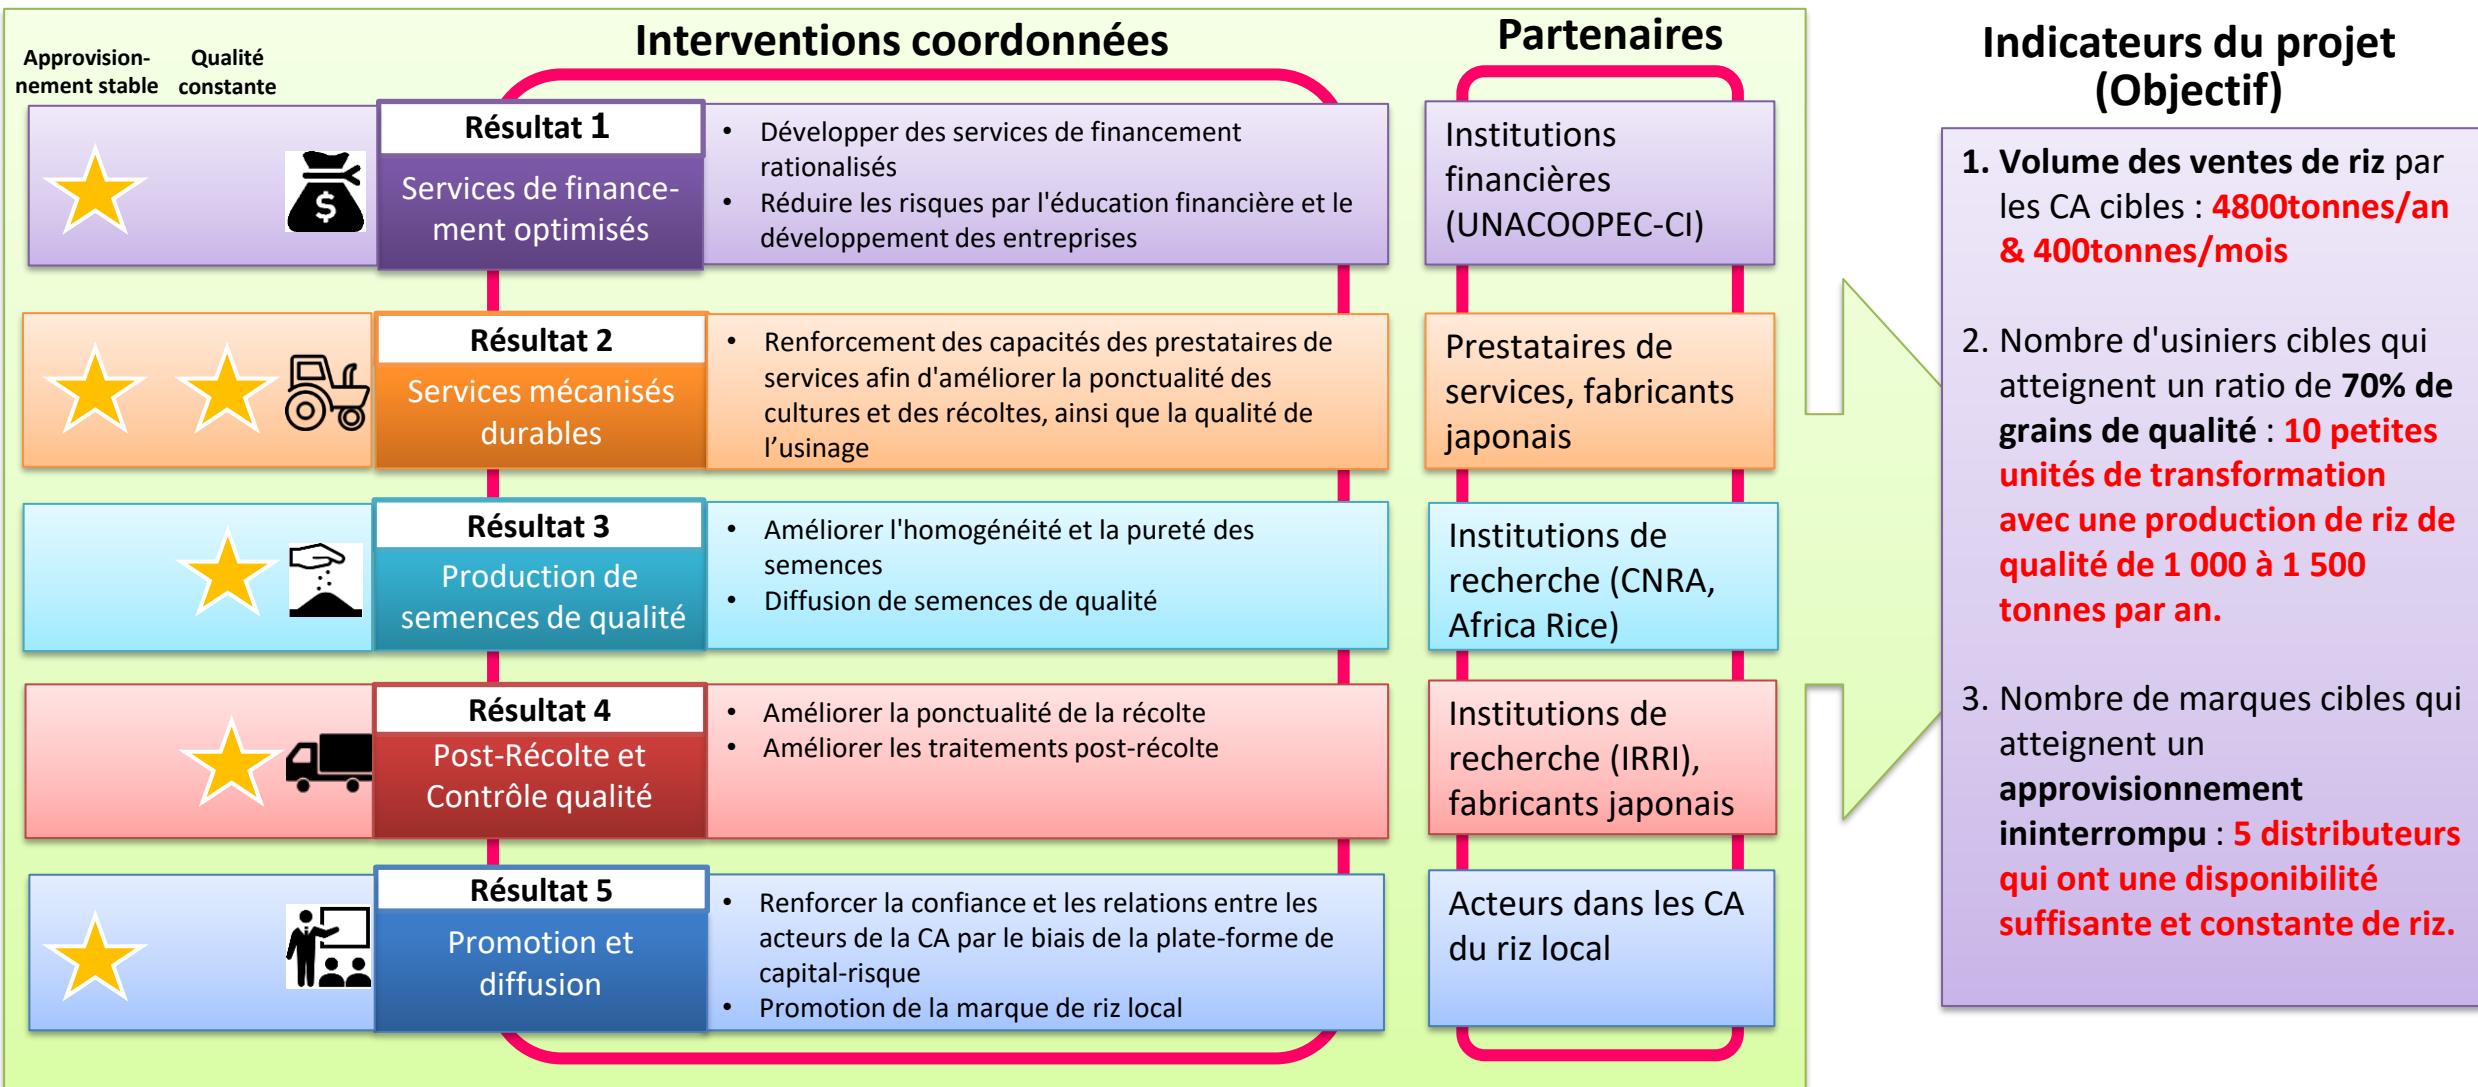 Approvision-
nement stable
Qualité
constante
Interventions coordonnées
Partenaires
Résultat 1
Services de finance-
ment optimisés
• Développer des services de financement
rationalisés
• Réduire les risques par l'éducation financière et le
développement des entreprises
Institutions
financières
(UNACOOPEC-CI)
$
Résultat 2
Services mécanisés
durables
• Renforcement des capacités des prestataires de
services afin d'améliorer la ponctualité des
cultures et des récoltes, ainsi que la qualité de
l’usinage
Prestataires de
services, fabricants
japonais
Résultat 3
Production de
semences de qualité
• Améliorer l'homogénéité et la pureté des
semences
• Diffusion de semences de qualité
Institutions de
recherche (CNRA,
Africa Rice)
Résultat 4
Post-Récolte et
Contrôle qualité
• Améliorer la ponctualité de la récolte
• Améliorer les traitements post-récolte
Institutions de
recherche (IRRI),
fabricants japonais
Résultat 5
Promotion et
diffusion
• Renforcer la confiance et les relations entre les
acteurs de la CA par le biais de la plate-forme de
capital-risque
• Promotion de la marque de riz local
Acteurs dans les CA
du riz local
Indicateurs du projet
(Objectif)
1. Volume des ventes de riz par
les CA cibles : 4800tonnes/an
& 400tonnes/mois
2. Nombre d'usiniers cibles qui
atteignent un ratio de 70% de
grains de qualité : 10 petites
unités de transformation
avec une production de riz de
qualité de 1 000 à 1 500
tonnes par an.
3. Nombre de marques cibles qui
atteignent un
approvisionnement
ininterrompu : 5 distributeurs
qui ont une disponibilité
suffisante et constante de riz.